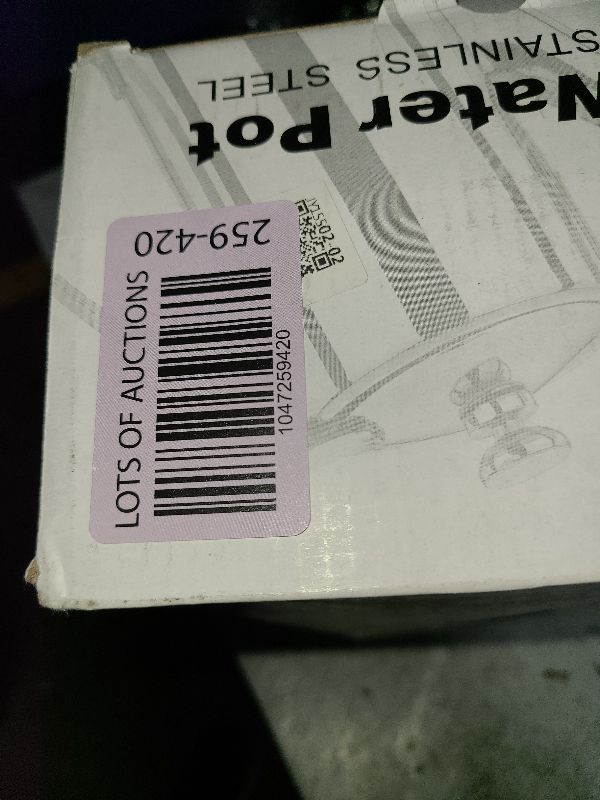 STAINLESS STEEL
Water Pot
259-420
LOTS OF AUCTIONS
1047259420